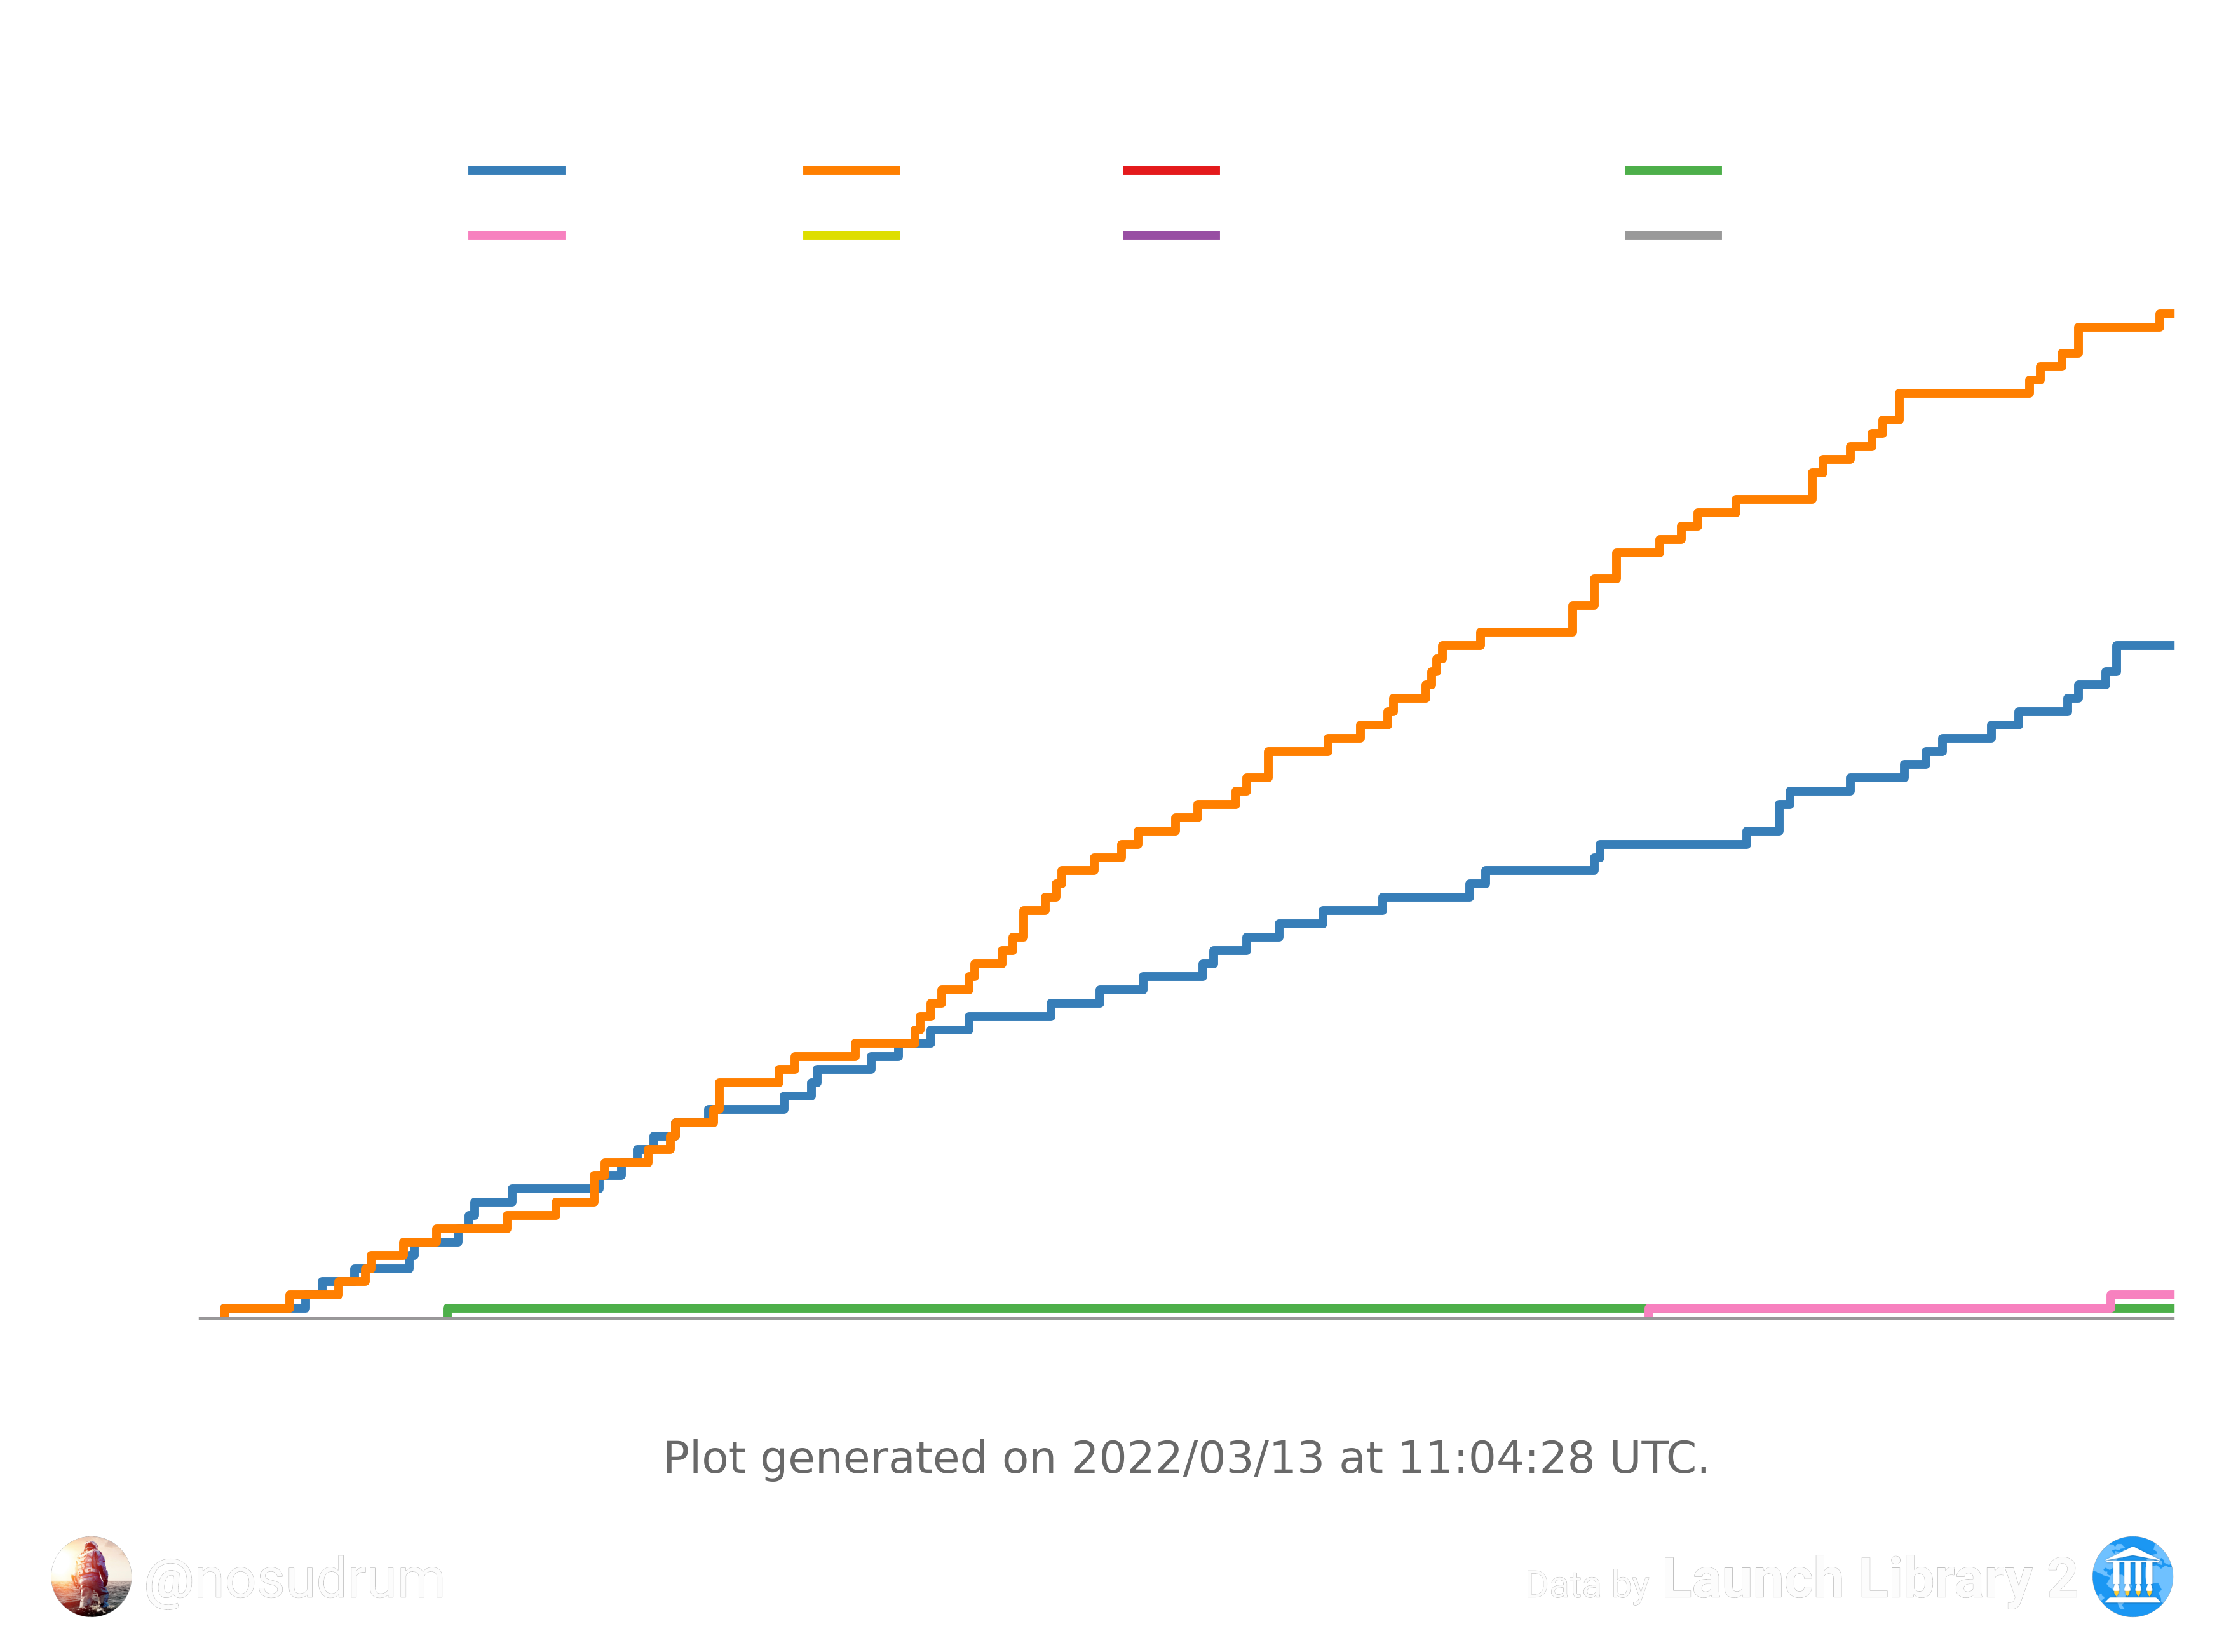 Plot generated on 2022/03/13 at 11:04:28 UTC.
@nosudrum
Data by Launch Library 2